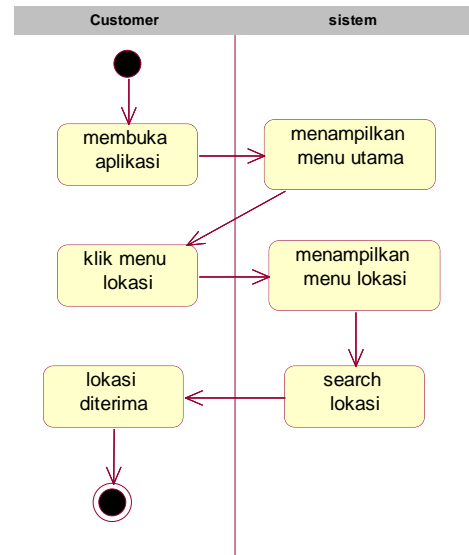 Customer
sistem
membuka
aplikasi
menampilkan
menu utama
klik menu
lokasi
menampilkan
menu lokasi
lokasi
diterima
search
lokasi